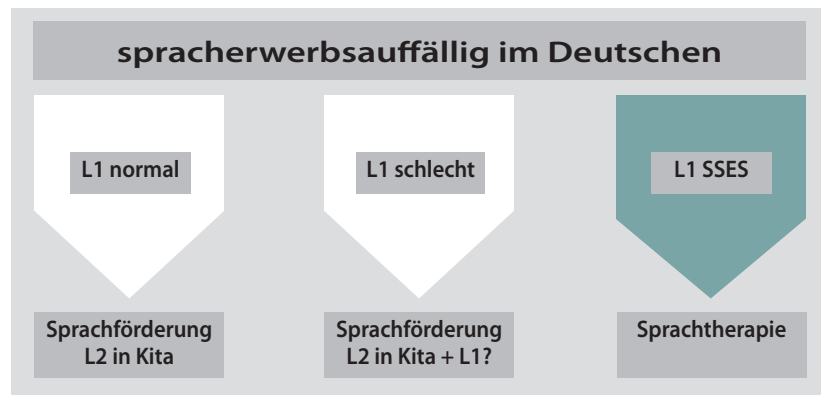 spracherwerbsauffällig im Deutschen
L1 normal
L1 schlecht
L1 SSES
Sprachförderung
L2 in Kita
Sprachförderung
L2 in Kita + L1?
Sprachtherapie